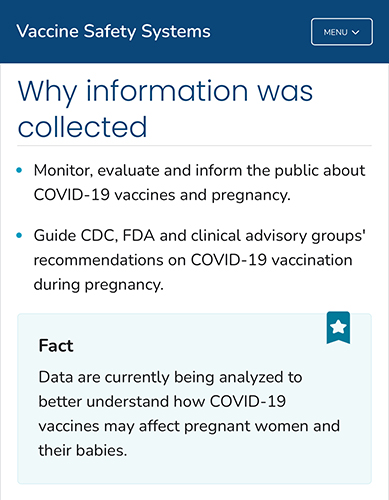 Vaccine Safety Systems
MENU
Why information was
collected
Monitor, evaluate and inform the public about
COVID-19 vaccines and pregnancy.
Guide CDC, FDA and clinical advisory groups'
recommendations on COVID-19 vaccination
during pregnancy.
Fact
Data are currently being analyzed to
better understand how COVID-19
vaccines may affect pregnant women and
their babies.